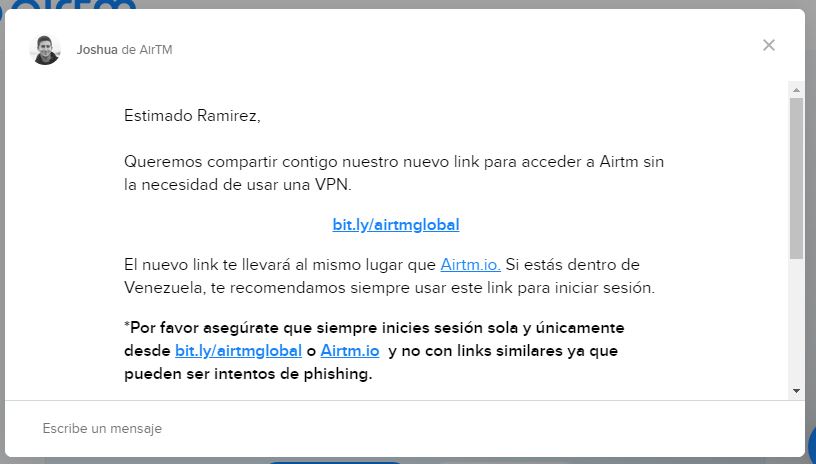 Joshua de AirTM
Estimado Ramirez,
Queremos compartir contigo nuestro nuevo link para acceder a Airtm sin
la necesidad de usar una VPN.
bit.ly/airtmglobal
El nuevo link te llevará al mismo lugar que Airtm.io. Si estás dentro de
Venezuela, te recomendamos siempre usar este link para iniciar sesión.
*Por favor asegúrate que siempre inicies sesión sola y únicamente
desde bit.ly/airtmglobal o Airtm.io y no con links similares ya que
pueden ser intentos de phishing.
Escribe un mensaje